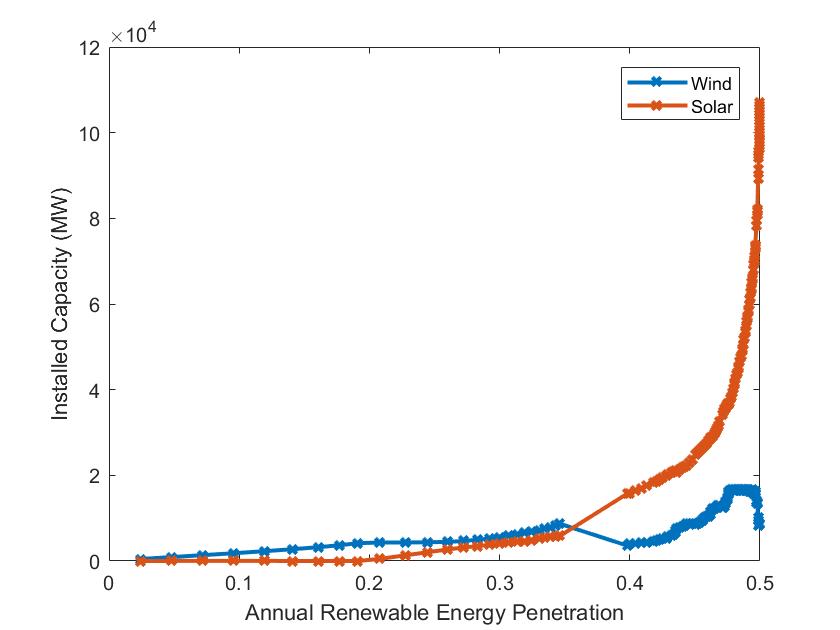 ×10⁴
12
10
8
6
4
2
0
Installed Capacity (MW)
Wind
Solar
0 0.1 0.2 0.3 0.4 0.5
Annual Renewable Energy Penetration